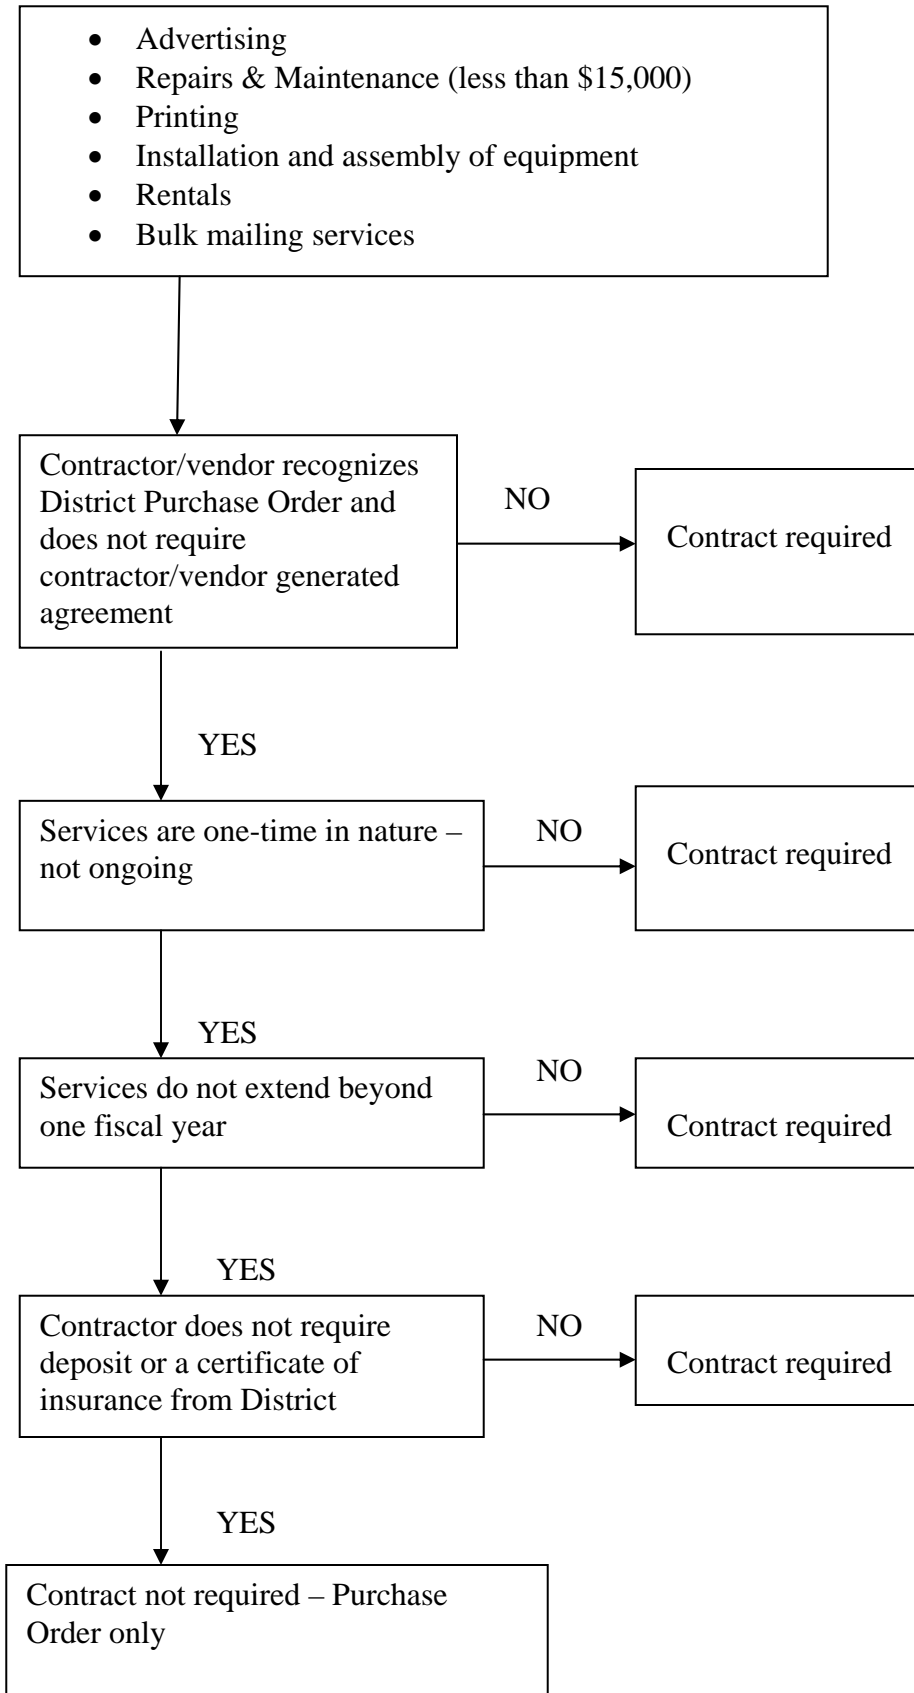 • Advertising
• Repairs & Maintenance (less than $15,000)
• Printing
• Installation and assembly of equipment
• Rentals
• Bulk mailing services
Contractor/vendor recognizes
District Purchase Order and
does not require
contractor/vendor generated
agreement
NO
Contract required
YES
Services are one-time in nature –
not ongoing
NO
Contract required
YES
Services do not extend beyond
one fiscal year
NO
Contract required
YES
Contractor does not require
deposit or a certificate of
insurance from District
NO
Contract required
YES
Contract not required – Purchase
Order only